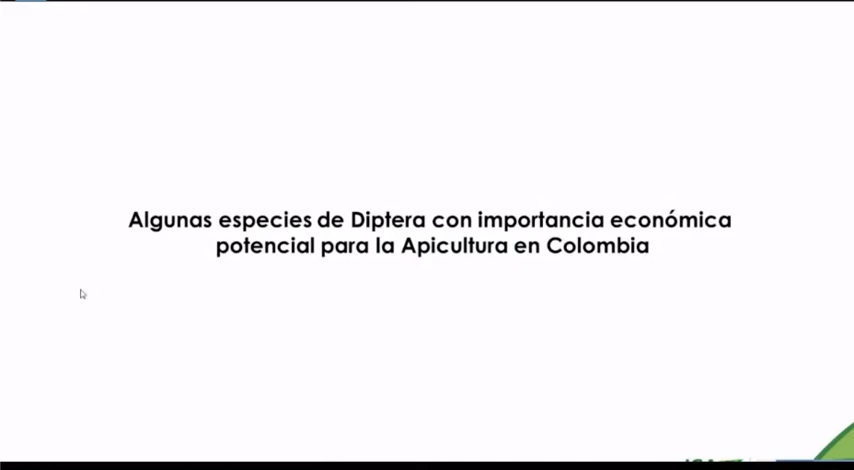 Algunas especies de Diptera con importancia económica
potencial para la Apicultura en Colombia